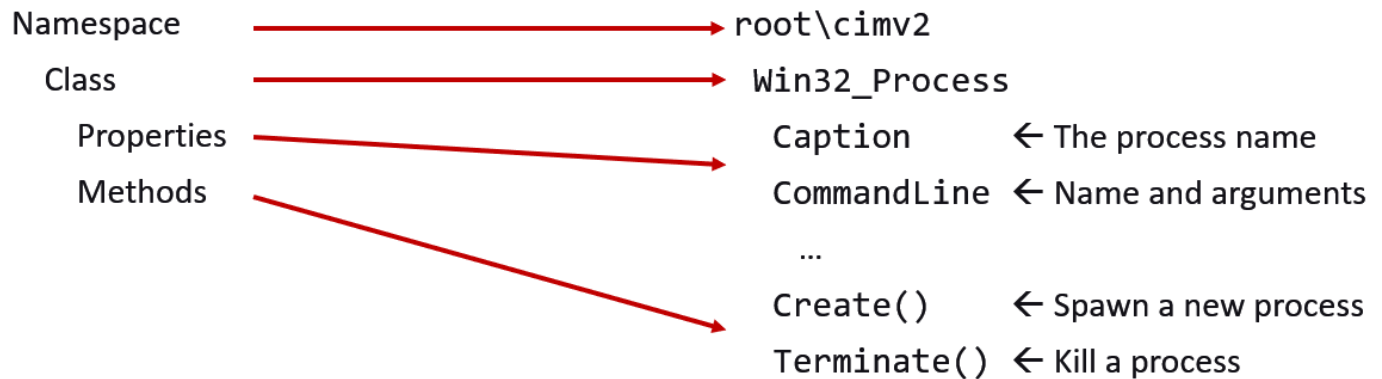 Namespace root\cimv2
Class Win32_Process
Properties Caption ← The process name
Methods CommandLine ← Name and arguments
...
Create() ← Spawn a new process
Terminate() ← Kill a process